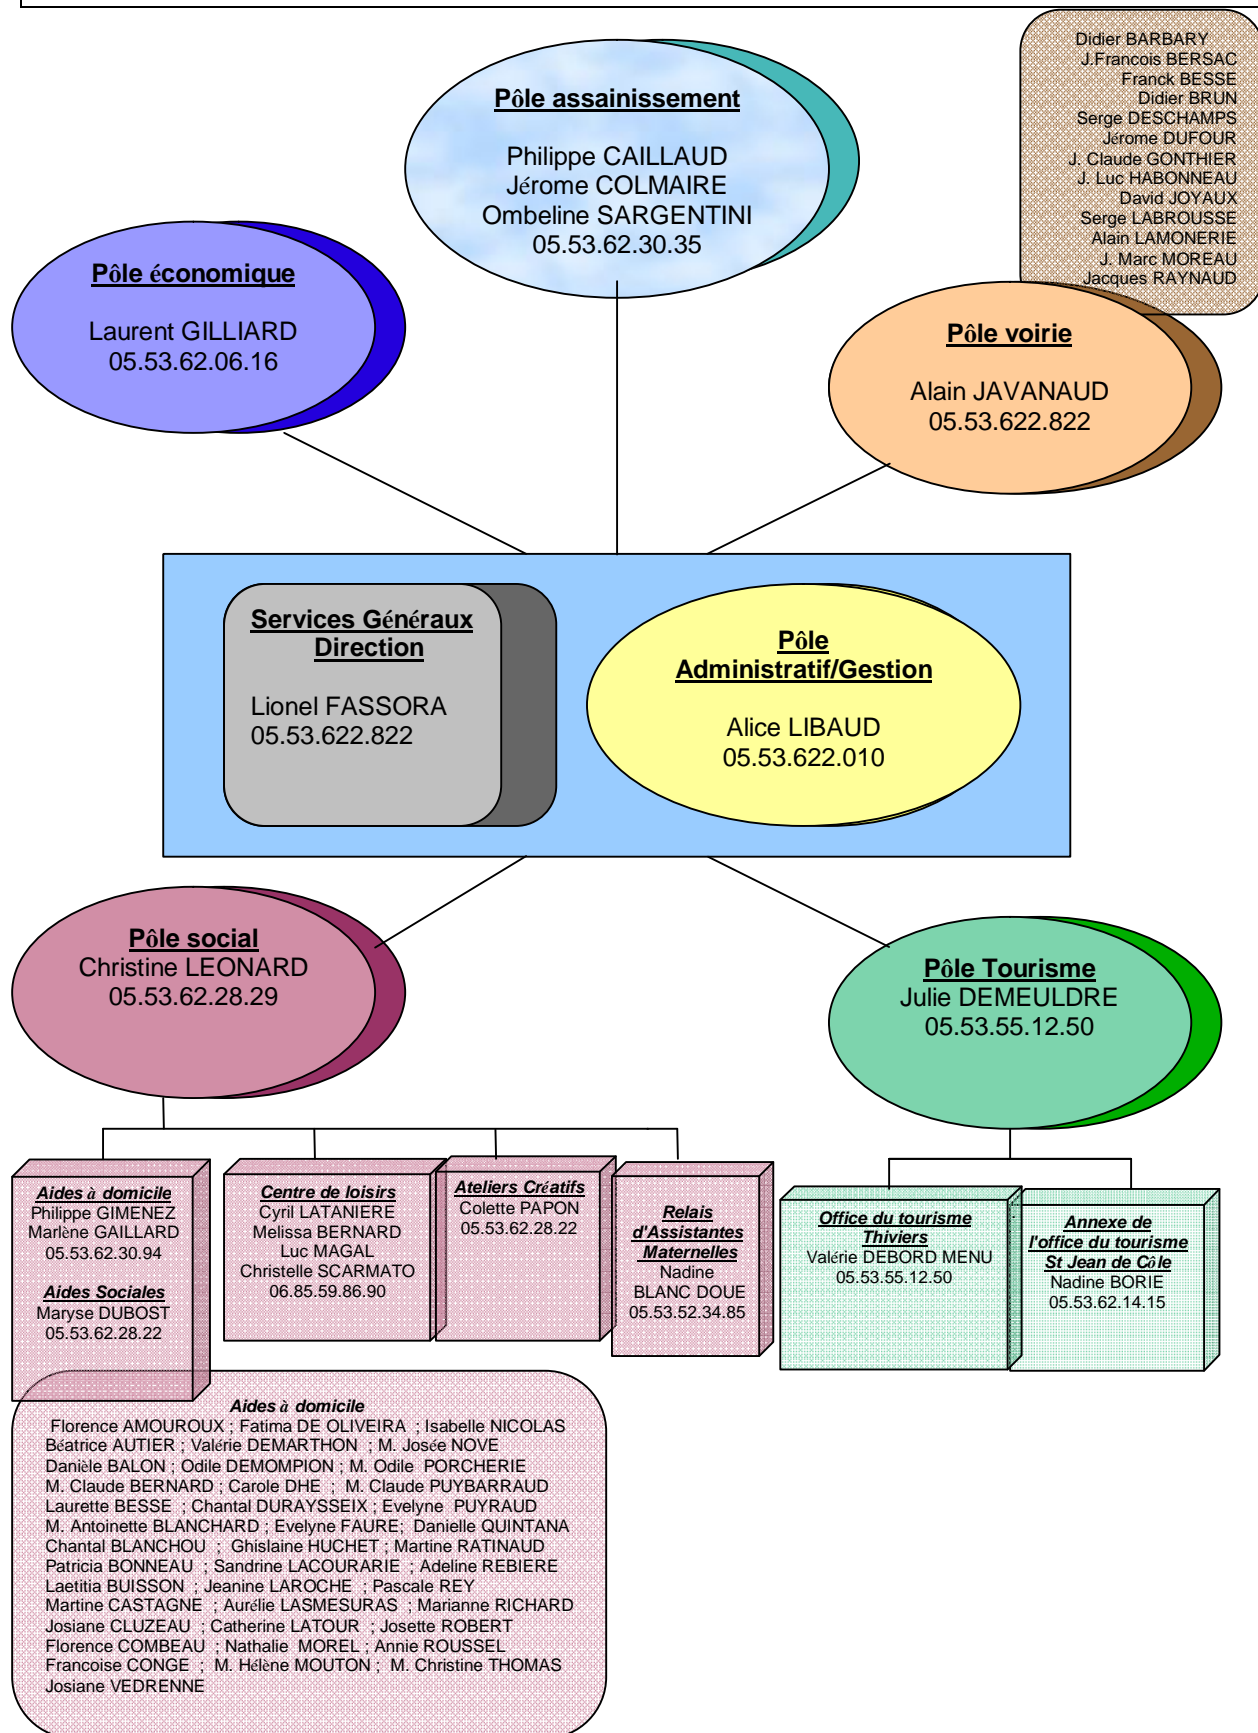 Didier BARBARY
J.Francois BERSAC
Franck BESSE
Didier BRUN
Serge DESCHAMPS
Jérome DUFOUR
J. Claude GONTHIER
J. Luc HABONNEAU
David JOYAUX
Serge LABROUSSE
Alain LAMONERIE
J. Marc MOREAU
Jacques RAYNAUD
Pôle assainissement
Philippe CAILLAUD
Jérome COLMAIRE
Ombeline SARGENTINI
05.53.62.30.35
Pôle économique
Laurent GILLIARD
05.53.62.06.16
Pôle voirie
Alain JAVANAUD
05.53.622.822
Services Généraux
Direction
Lionel FASSORA
05.53.622.822
Pôle
Administratif/Gestion
Alice LIBAUD
05.53.622.010
Pôle social
Christine LEONARD
05.53.62.28.29
Pôle Tourisme
Julie DEMEULDRE
05.53.55.12.50
Aides à domicile
Philippe GIMENEZ
Marlène GAILLARD
05.53.62.30.94
Aides Sociales
Maryse DUBOST
05.53.62.28.22
Centre de loisirs
Cyril LATANIERE
Melissa BERNARD
Luc MAGAL
Christelle SCARMATO
06.85.59.86.90
Ateliers Créatifs
Colette PAPON
05.53.62.28.22
Relais
d'Assistantes
Maternelles
Nadine
BLANC DOUE
05.53.52.34.85
Office du tourisme
Thiviers
Valérie DEBORD MENU
05.53.55.12.50
Annexe de
l'office du tourisme
St Jean de Côle
Nadine BORIE
05.53.62.14.15
Aides à domicile
Florence AMOUROUX ; Fatima DE OLIVEIRA ; Isabelle NICOLAS
Béatrice AUTIER ; Valérie DEMARTHON ; M. Josée NOVE
Danièle BALON ; Odile DEMOMPION ; M. Odile PORCHERIE
M. Claude BERNARD ; Carole DHE ; M. Claude PUYBARRAUD
Laurette BESSE ; Chantal DURAYSSEIX ; Evelyne PUYRAUD
M. Antoinette BLANCHARD ; Evelyne FAURE; Danielle QUINTANA
Chantal BLANCHOU ; Ghislaine HUCHET ; Martine RATINAUD
Patricia BONNEAU ; Sandrine LACOURARIE ; Adeline REBIERE
Laetitia BUISSON ; Jeanine LAROCHE ; Pascale REY
Martine CASTAGNE ; Aurélie LASMESURAS ; Marianne RICHARD
Josiane CLUZEAU ; Catherine LATOUR ; Josette ROBERT
Florence COMBEAU ; Nathalie MOREL ; Annie ROUSSEL
Francoise CONGE ; M. Hélène MOUTON ; M. Christine THOMAS
Josiane VEDRENNE